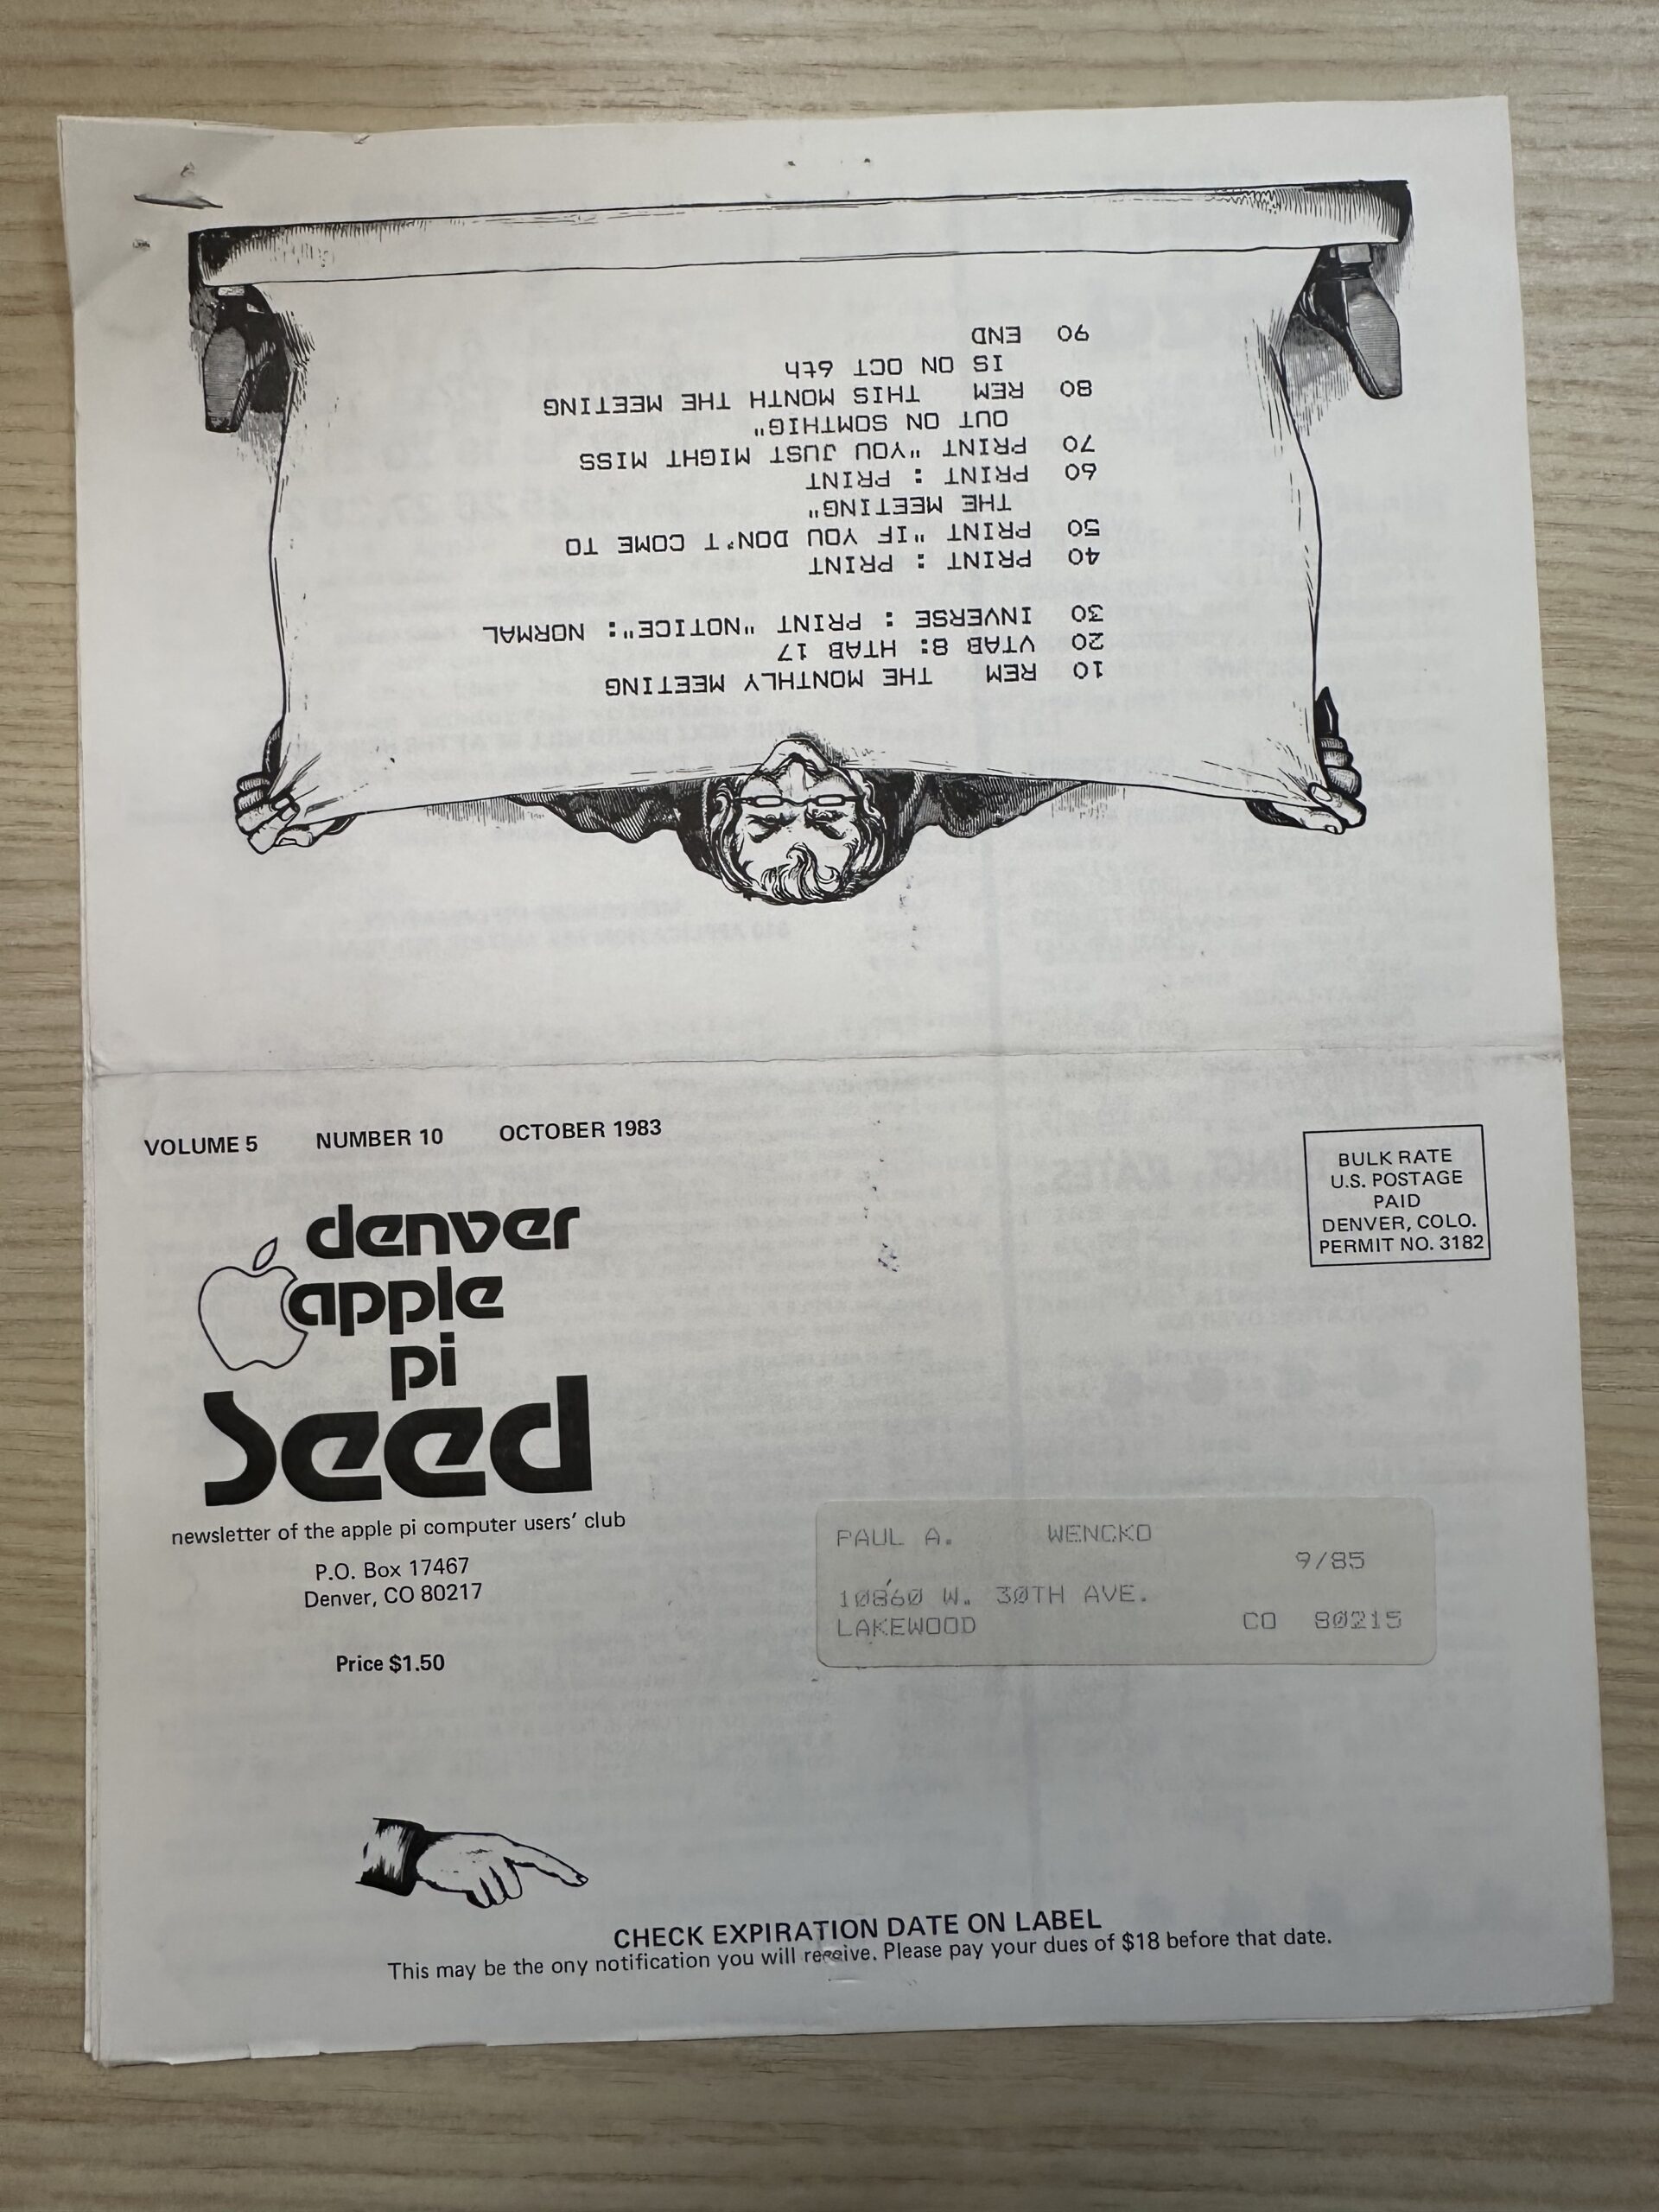 10 REM THE MONTHLY MEETING
20 VTAB 8: HTAB 17
30 INVERSE : PRINT "NOTICE": NORMAL
40 PRINT : PRINT
50 PRINT "IF YOU DON'T COME TO
THE MEETING"
60 PRINT : PRINT
70 PRINT "YOU JUST MIGHT MISS
OUT ON SOMTHIG"
80 REM THIS MONTH THE MEETING
IS ON OCT 6th
90 END
VOLUME 5 NUMBER 10 OCTOBER 1983
BULK RATE
U.S. POSTAGE
PAID
DENVER, COLO.
PERMIT NO. 3182
denver
apple
pi
Seed
newsletter of the apple pi computer users' club
P.O. Box 17467
Denver, CO 80217
Price $1.50
PAUL A. WENCKO
9/85
10860 W. 30TH AVE.
LAKEWOOD CO 80215
CHECK EXPIRATION DATE ON LABEL
This may be the ony notification you will receive. Please pay your dues of $18 before that date.